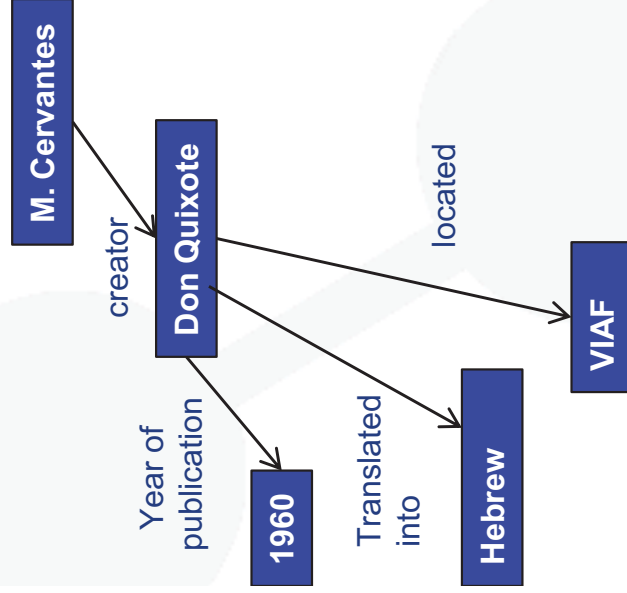 M. Cervantes
creator
Don Quixote
Year of
publication
1960
Translated
into
Hebrew
located
VIAF